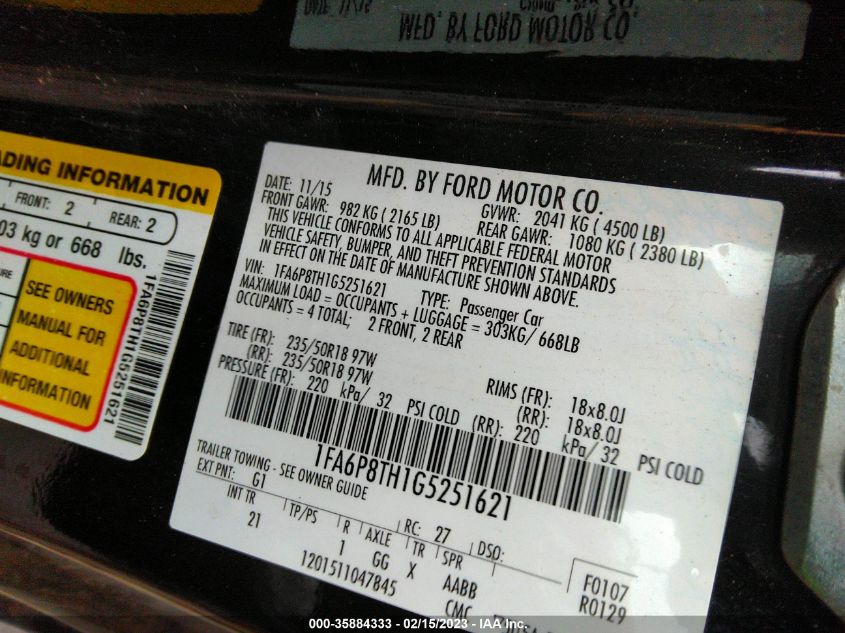 MFD. BY FORD MOTOR CO.
ADING INFORMATION
FRONT: 2
REAR: 2
03 kg or 668 lbs.
SEE OWNERS
MANUAL FOR
ADDITIONAL
INFORMATION
1FA6P8TH1G5251621
MFD. BY FORD MOTOR CO.
DATE: 11/15 GVWR: 2041 KG ( 4500 LB)
FRONT GAWR: 982 KG ( 2165 LB) REAR GAWR: 1080 KG ( 2380 LB)
THIS VEHICLE CONFORMS TO ALL APPLICABLE FEDERAL MOTOR
VEHICLE SAFETY, BUMPER, AND THEFT PREVENTION STANDARDS
IN EFFECT ON THE DATE OF MANUFACTURE SHOWN ABOVE.
VIN: 1FA6P8TH1G5251621 TYPE: Passenger Car
MAXIMUM LOAD = OCCUPANTS + LUGGAGE = 303KG/ 668LB
OCCUPANTS = 4 TOTAL; 2 FRONT, 2 REAR
TIRE (FR): 235/50R18 97W RIMS (FR): 18x8.0J
(RR): 235/50R18 97W (RR): 18x8.0J
PRESSURE (FR): 220 kPa/ 32 PSI COLD (RR): 220 kPa/ 32 PSI COLD
1FA6P8TH1G5251621
TRAILER TOWING - SEE OWNER GUIDE
EXT PNT: G1 RC: 27 DSO: F0107
INT TR TP/PS R AXLE TR SPR R0129
21 1 GG X AABB
1201511047845 CMC
000-35884333 - 02/15/2023 - IAA Inc.